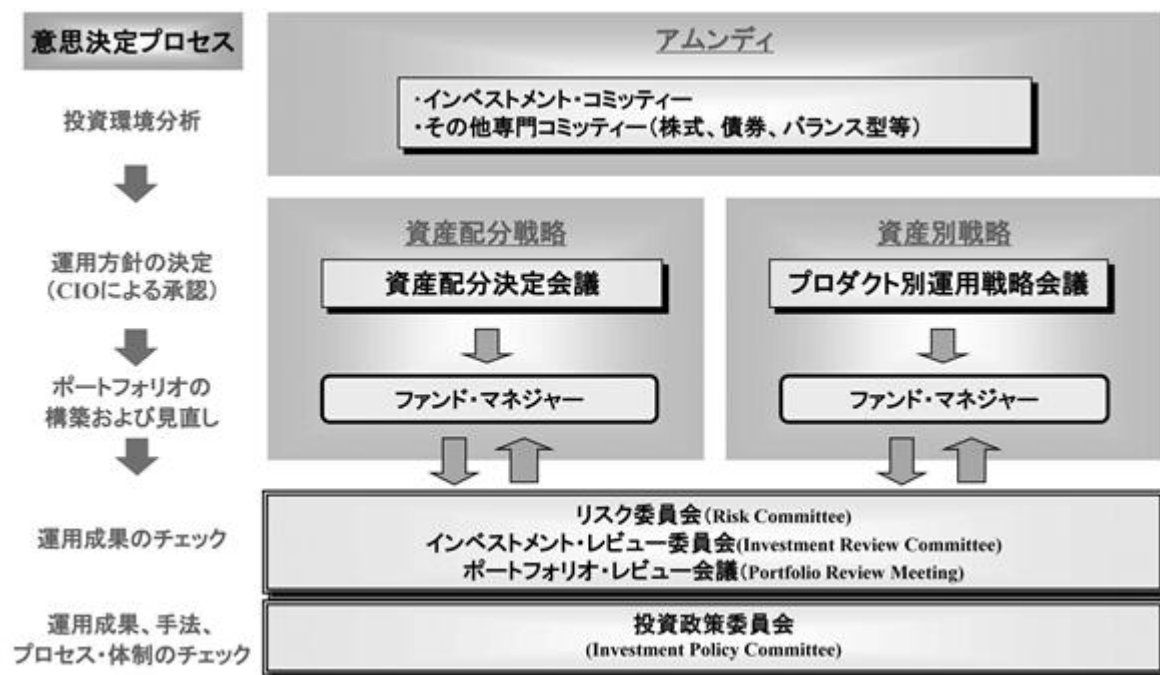 意思決定プロセス
アムンディ
投資環境分析
・インベストメント・コミッティー
・その他専門コミッティー(株式、債券、バランス型等)
資産配分戦略
資産別戦略
運用方針の決定
(CIOによる承認)
資産配分決定会議
プロダクト別運用戦略会議
ポートフォリオの
構築および見直し
ファンド・マネジャー
ファンド・マネジャー
運用成果のチェック
リスク委員会(Risk Committee)
インベストメント・レビュー委員会(Investment Review Committee)
ポートフォリオ・レビュー会議(Portfolio Review Meeting)
運用成果、手法、
プロセス・体制のチェック
投資政策委員会
(Investment Policy Committee)